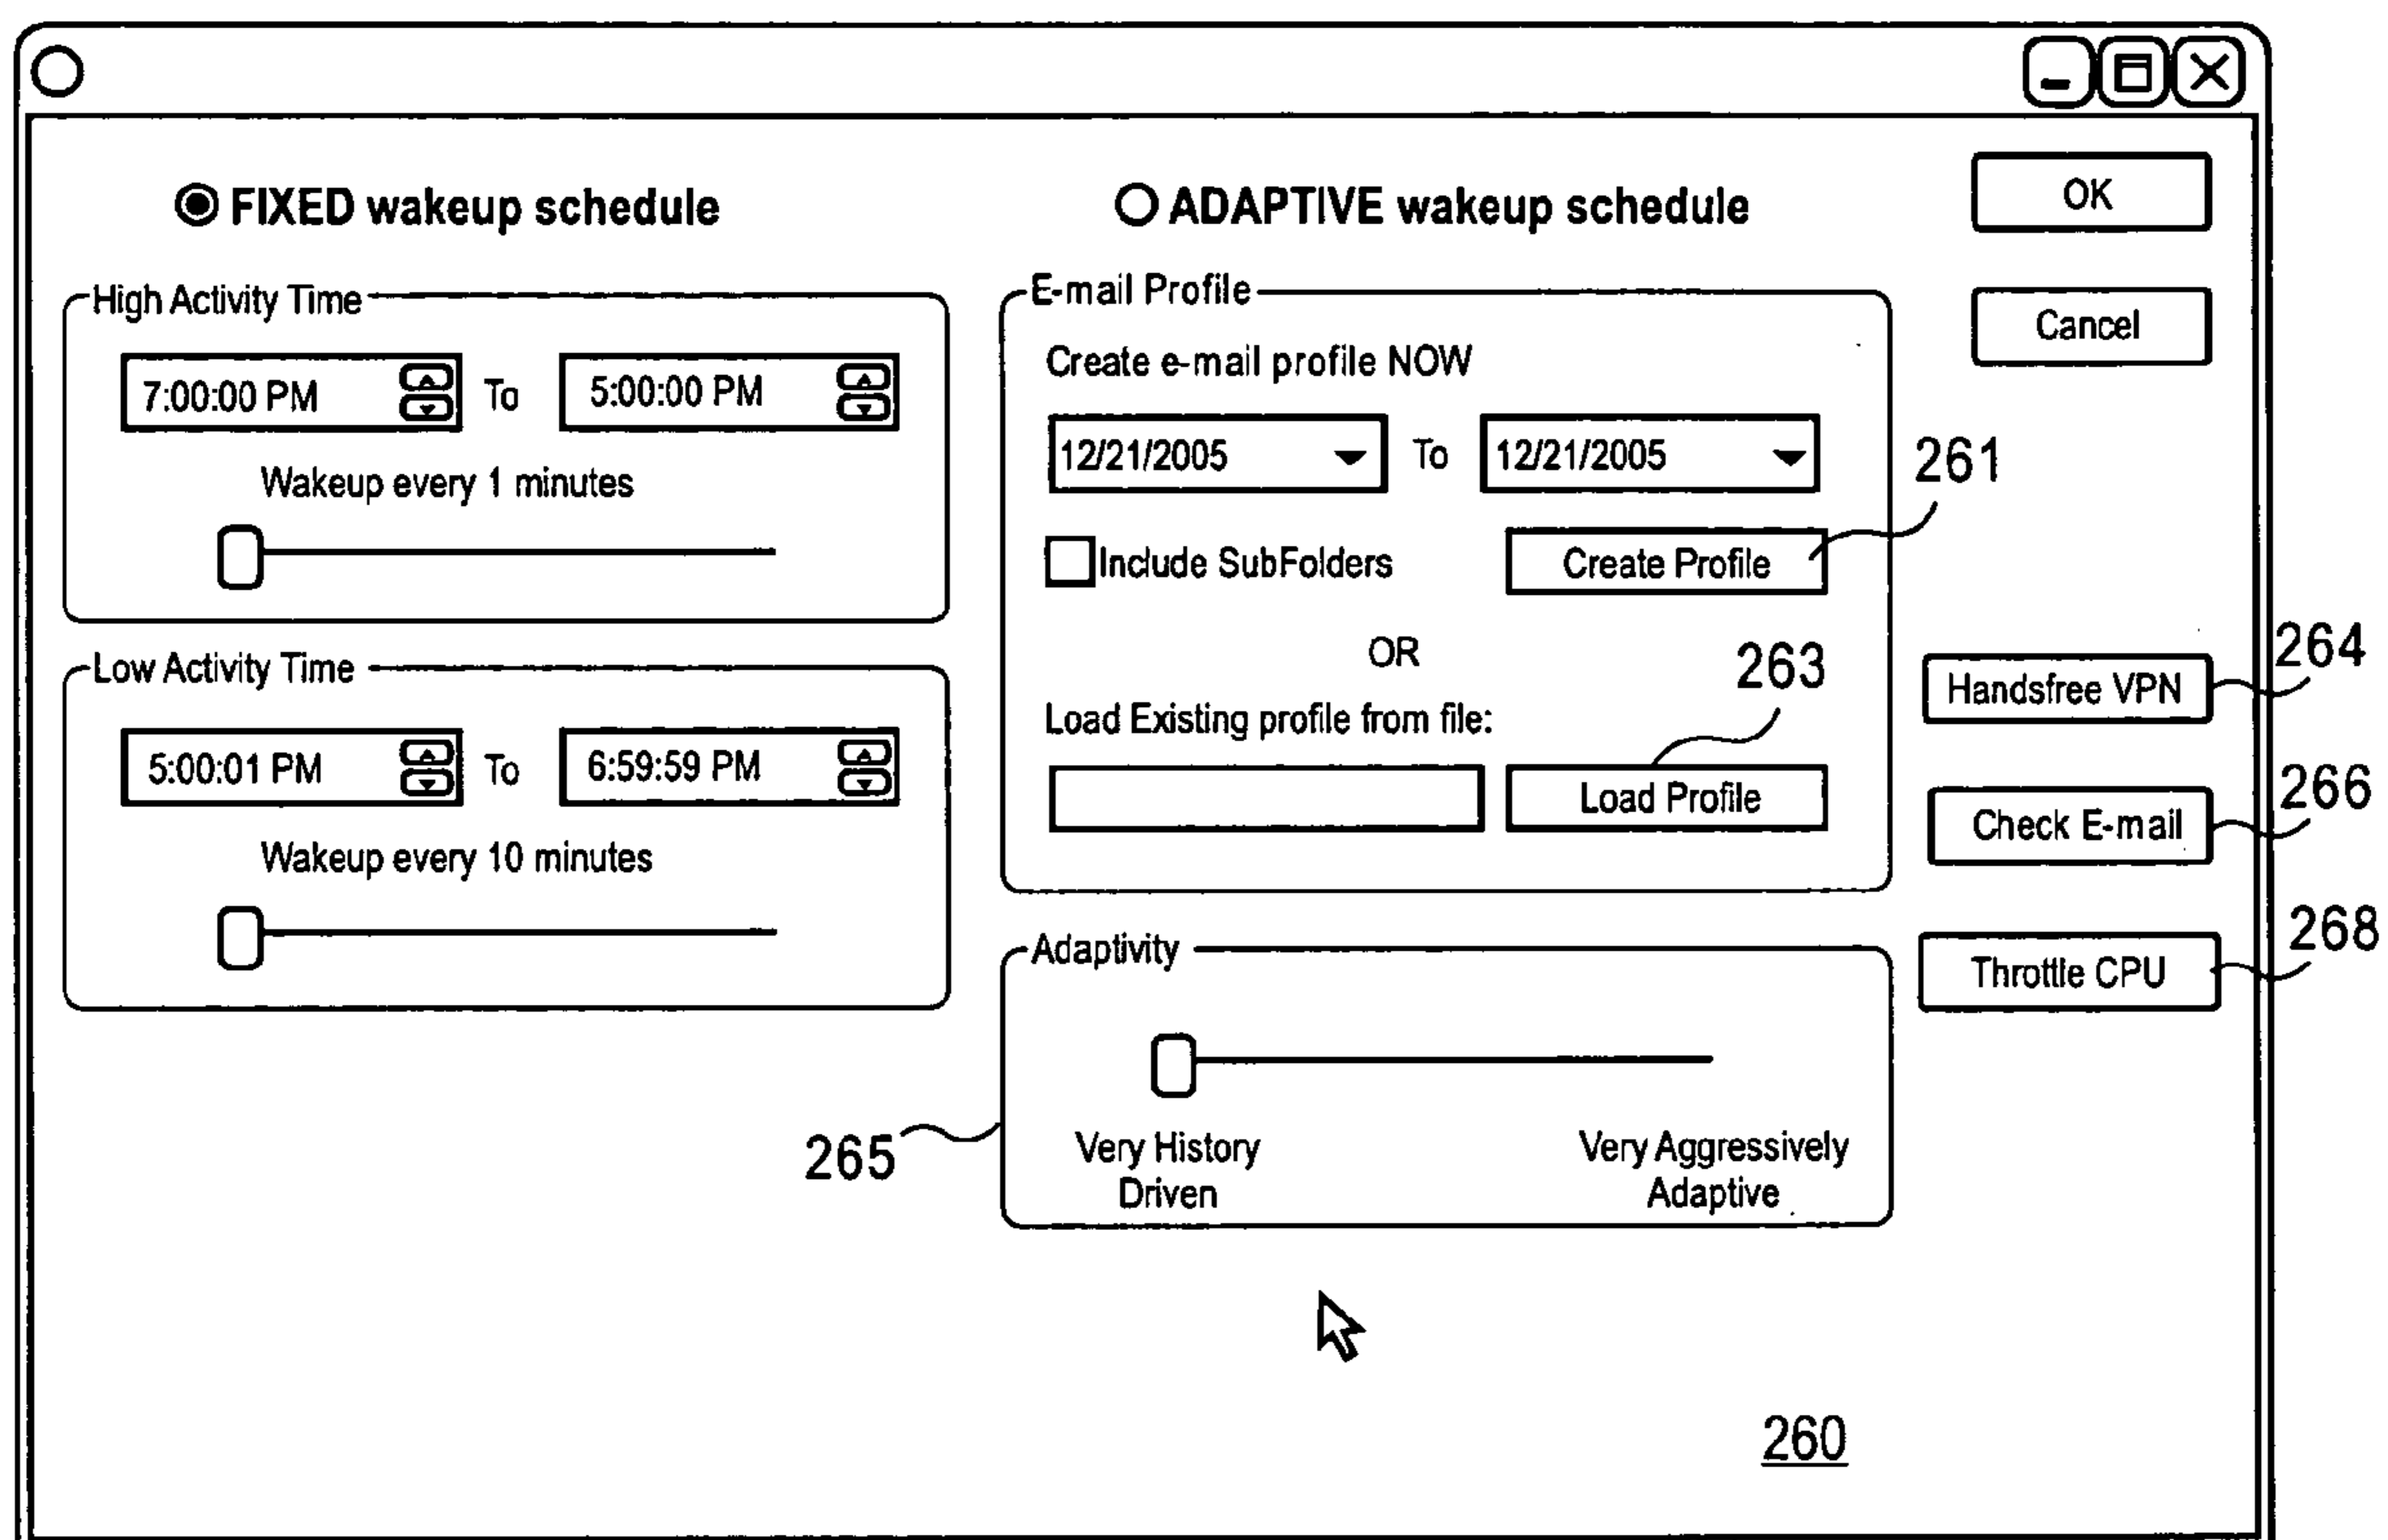 FIXED wakeup schedule
High Activity Time
7:00:00 PM To 5:00:00 PM
Wakeup every 1 minutes
Low Activity Time
5:00:01 PM To 6:59:59 PM
Wakeup every 10 minutes
ADAPTIVE wakeup schedule
E-mail Profile
Create e-mail profile NOW
12/21/2005 To 12/21/2005
Include SubFolders Create Profile
261
OR
263
Load Existing profile from file:
Load Profile
Adaptivity
265
Very History Driven
Very Aggressively Adaptive
OK
Cancel
Handsfree VPN
264
Check E-mail
266
Throttle CPU
268
260